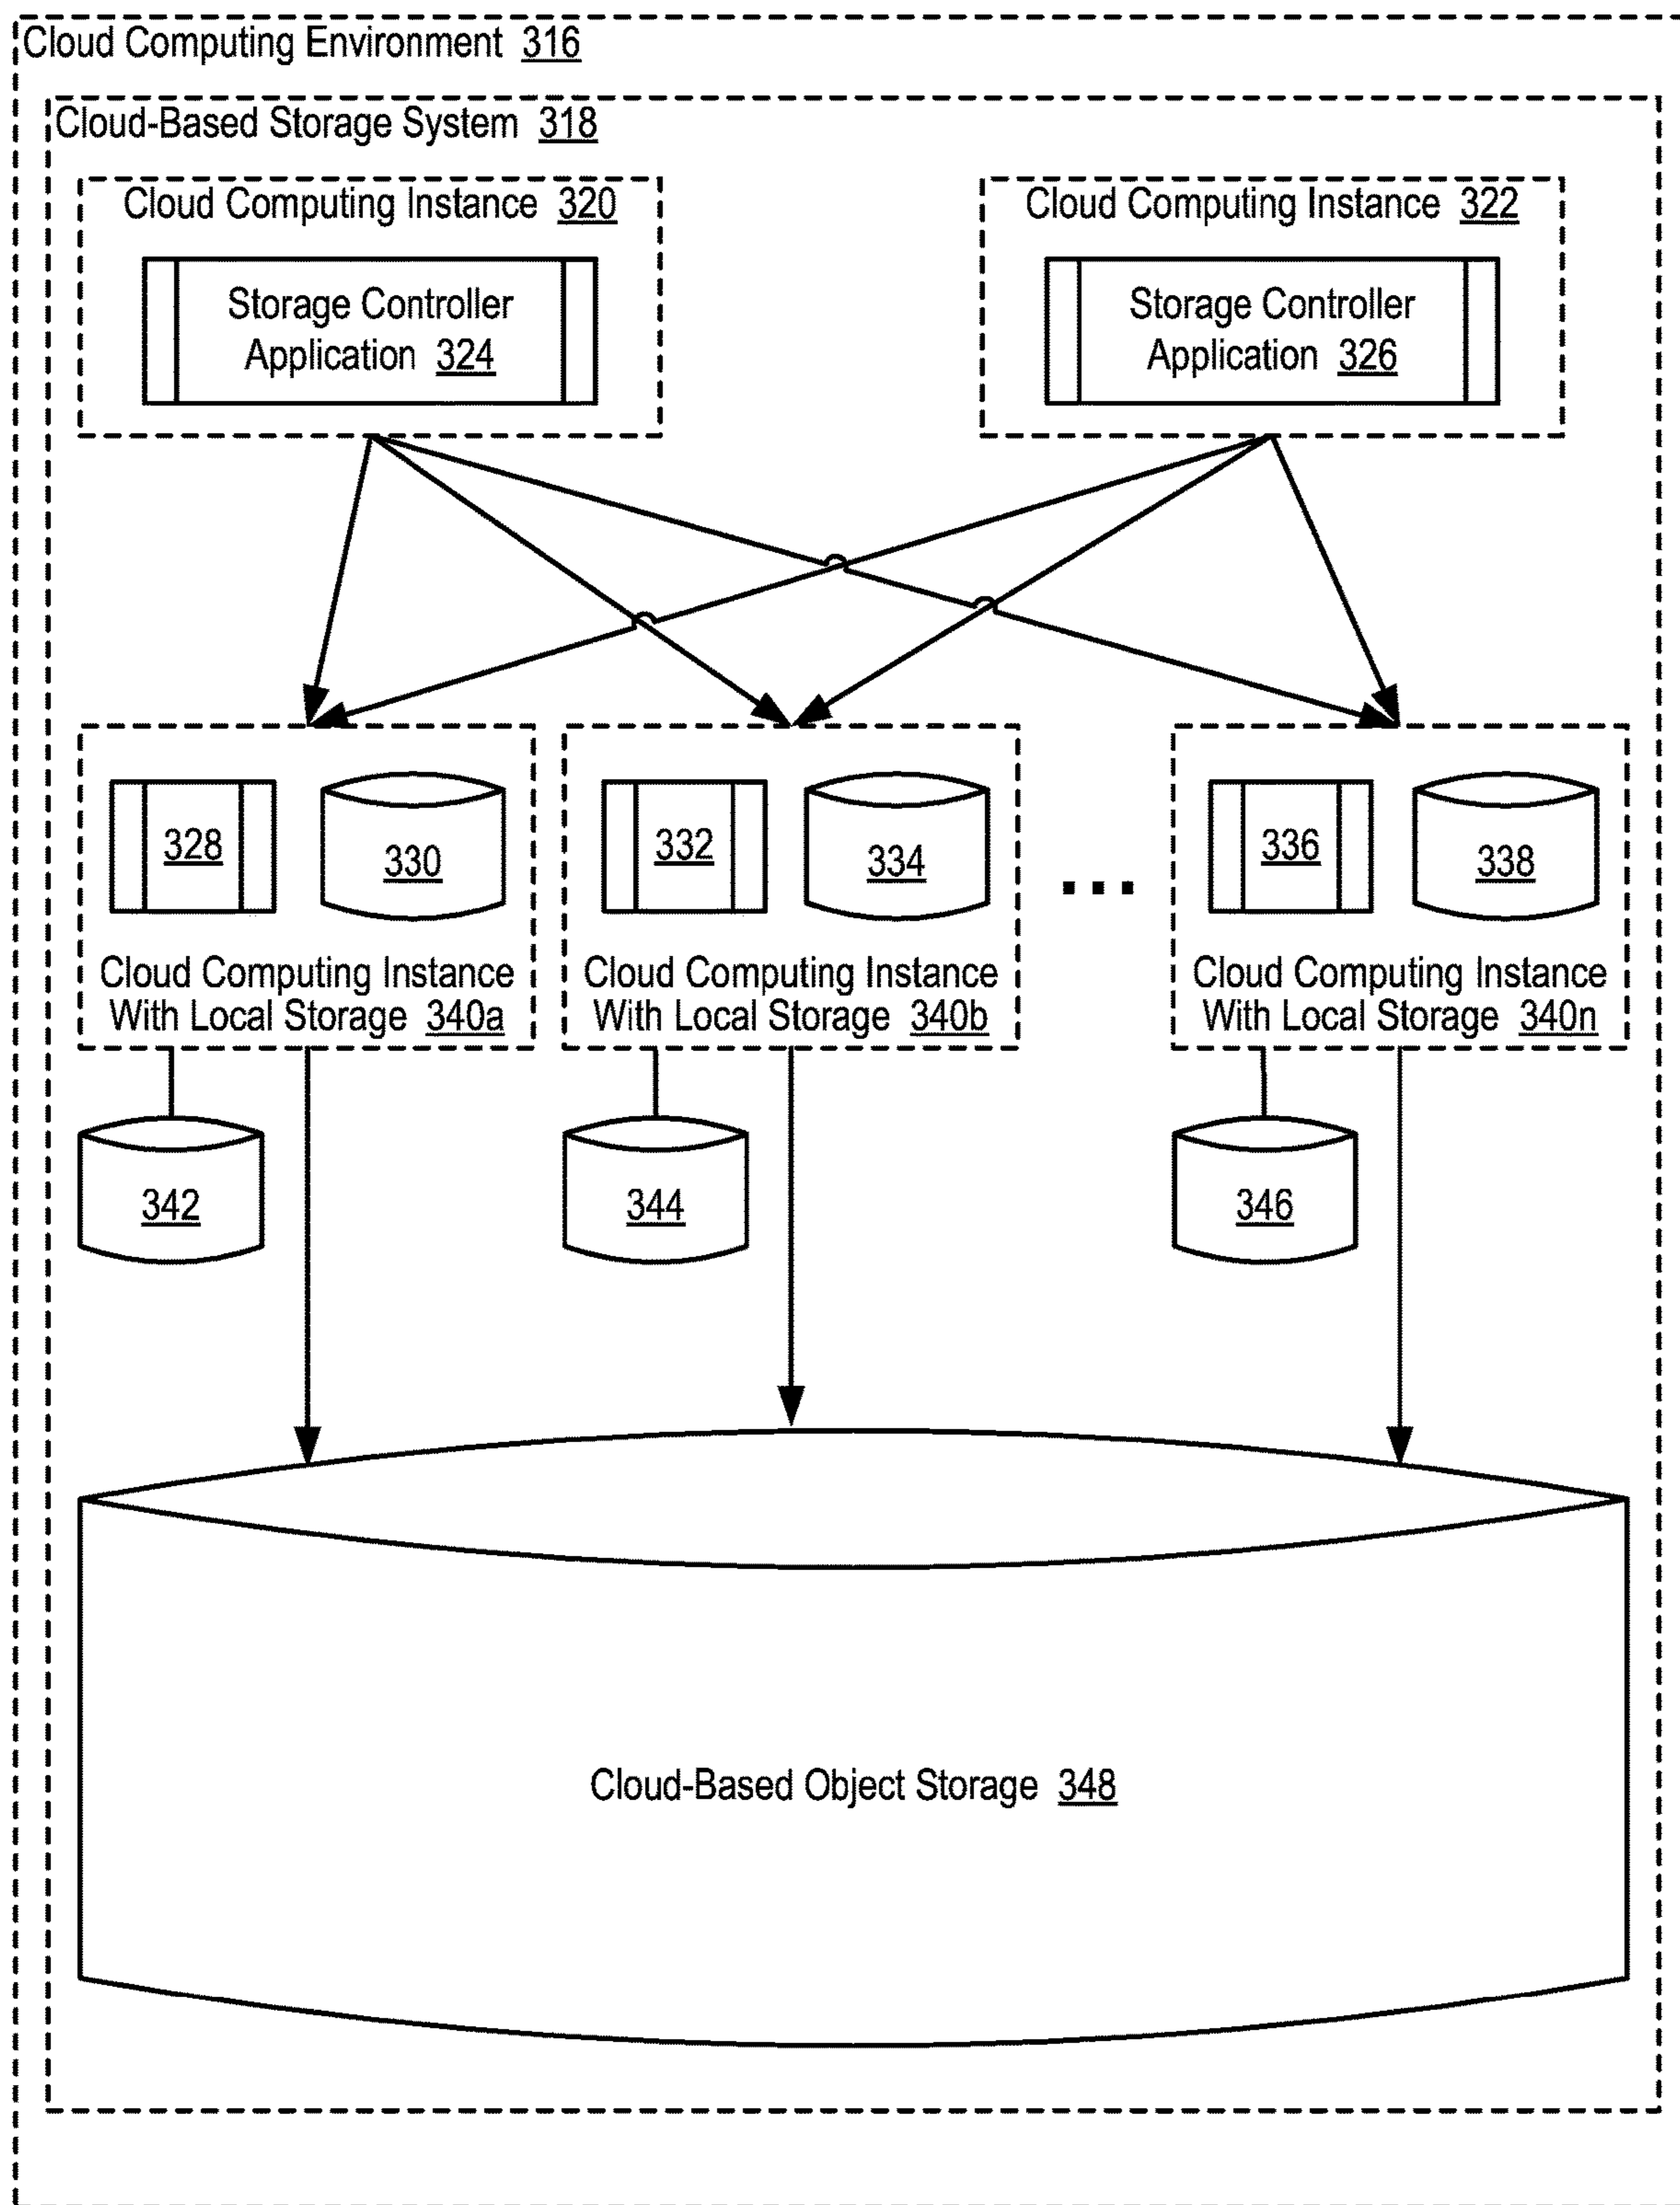 Cloud Computing Environment 316
Cloud-Based Storage System 318
Cloud Computing Instance 320
Storage Controller
Application 324
Cloud Computing Instance 322
Storage Controller
Application 326
328
330
Cloud Computing Instance
With Local Storage 340a
332
334
Cloud Computing Instance
With Local Storage 340b
...
336
338
Cloud Computing Instance
With Local Storage 340n
342
344
346
Cloud-Based Object Storage 348